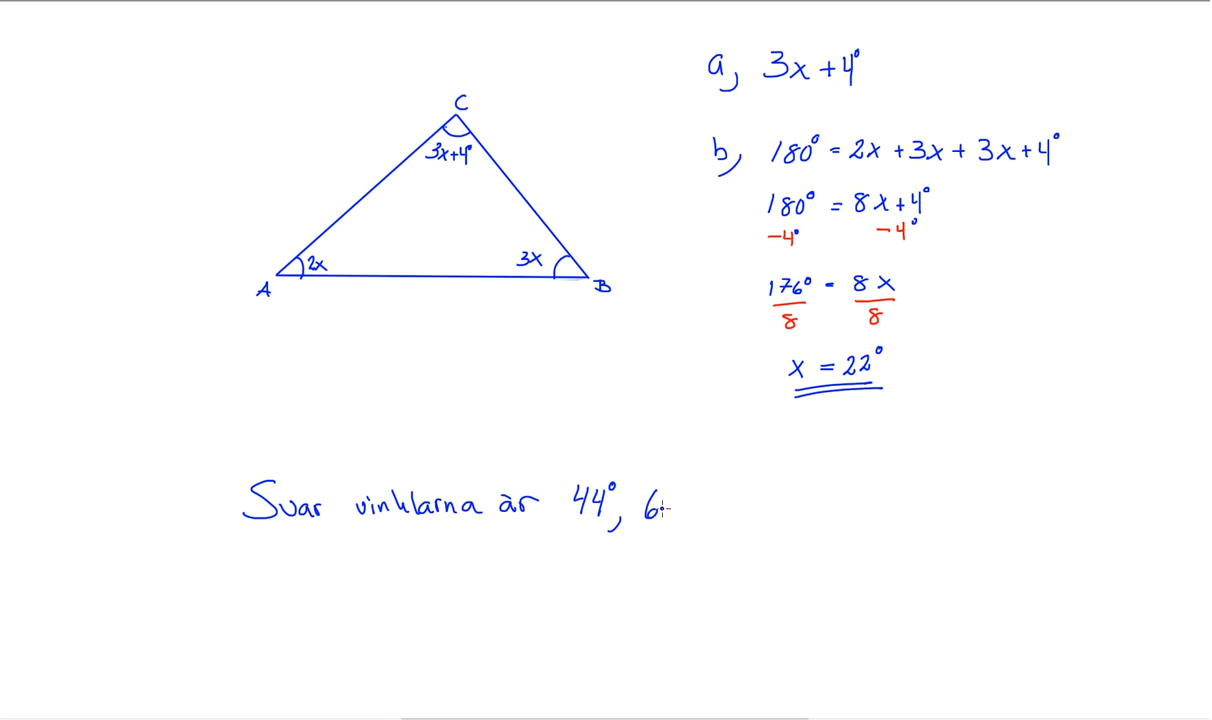 C
3x+4°
2x
3x
A
B
a, 3x+4°
b, 180° = 2x + 3x + 3x + 4°
180° = 8x+4°
-4° -4°
176° = 8x
8 8
x = 22°
Svar vinklarna är 44°, 6